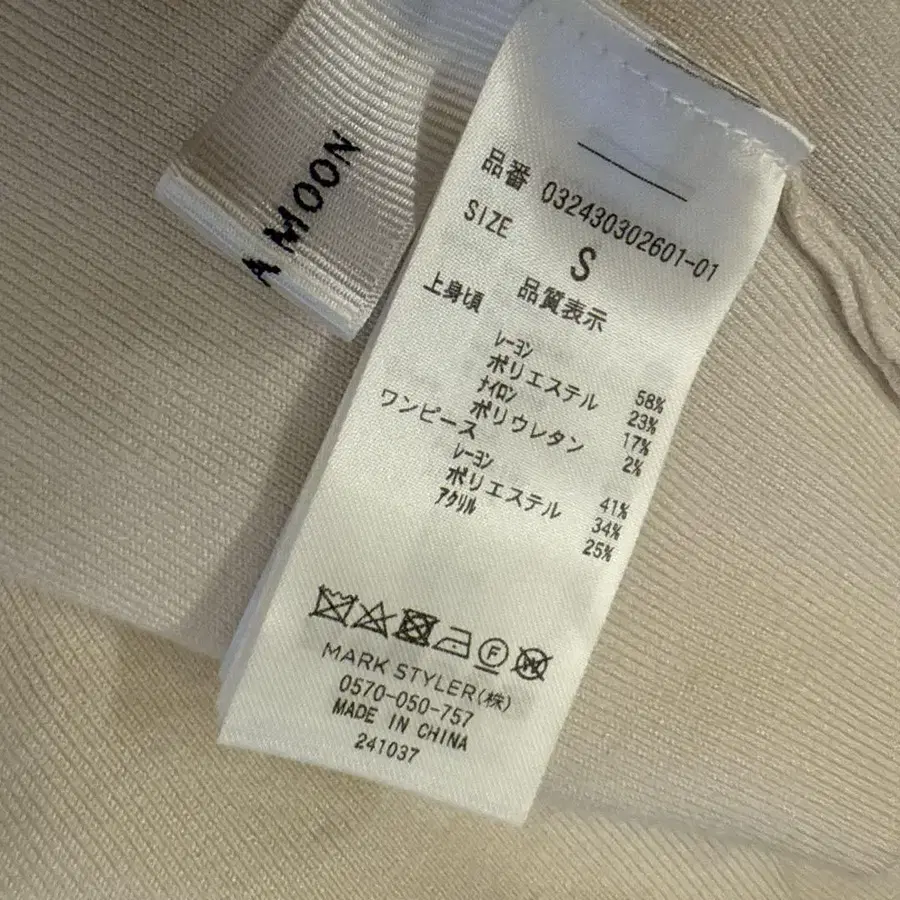 A MOON
品番 032430302601-01
SIZE S
品質表示
上身頃
レーヨン 58%
ポリエステル 23%
ナイロン 17%
ポリウレタン 2%
ワンピース
レーヨン 41%
ポリエステル 34%
アクリル 25%
F W
MARK STYLER(株)
0570-050-757
MADE IN CHINA
241037